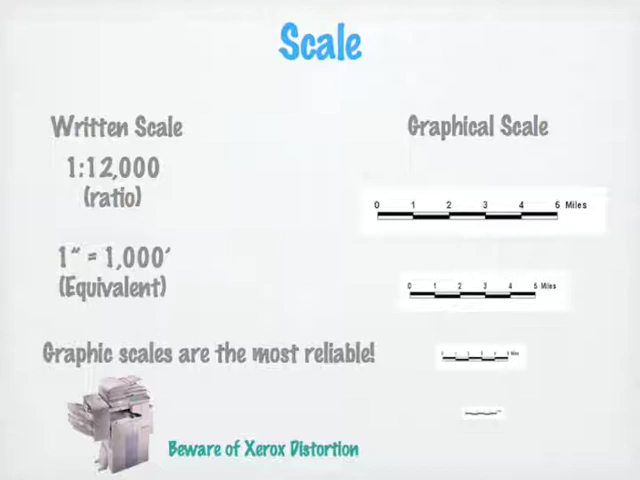 Scale
Written Scale
1:12,000
(ratio)
1" = 1,000'
(Equivalent)
Graphic scales are the most reliable!
Beware of Xerox Distortion
Graphical Scale
0 1 2 3 4 5 Miles
0 1 2 3 4 5 Miles